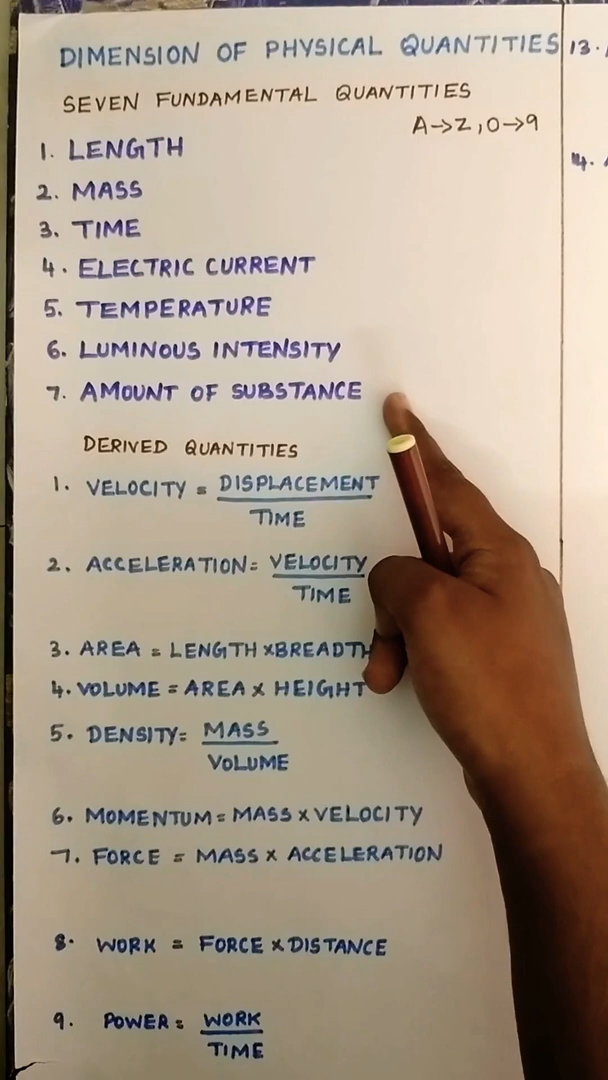 DIMENSION OF PHYSICAL QUANTITIES
SEVEN FUNDAMENTAL QUANTITIES
A→Z, 0→9
1. LENGTH
2. MASS
3. TIME
4. ELECTRIC CURRENT
5. TEMPERATURE
6. LUMINOUS INTENSITY
7. AMOUNT OF SUBSTANCE
DERIVED QUANTITIES
1. VELOCITY = DISPLACEMENT
TIME
2. ACCELERATION = VELOCITY
TIME
3. AREA = LENGTH × BREADTH
4. VOLUME = AREA × HEIGHT
5. DENSITY = MASS
VOLUME
6. MOMENTUM = MASS × VELOCITY
7. FORCE = MASS × ACCELERATION
8. WORK = FORCE × DISTANCE
9. POWER = WORK
TIME
13.
14.